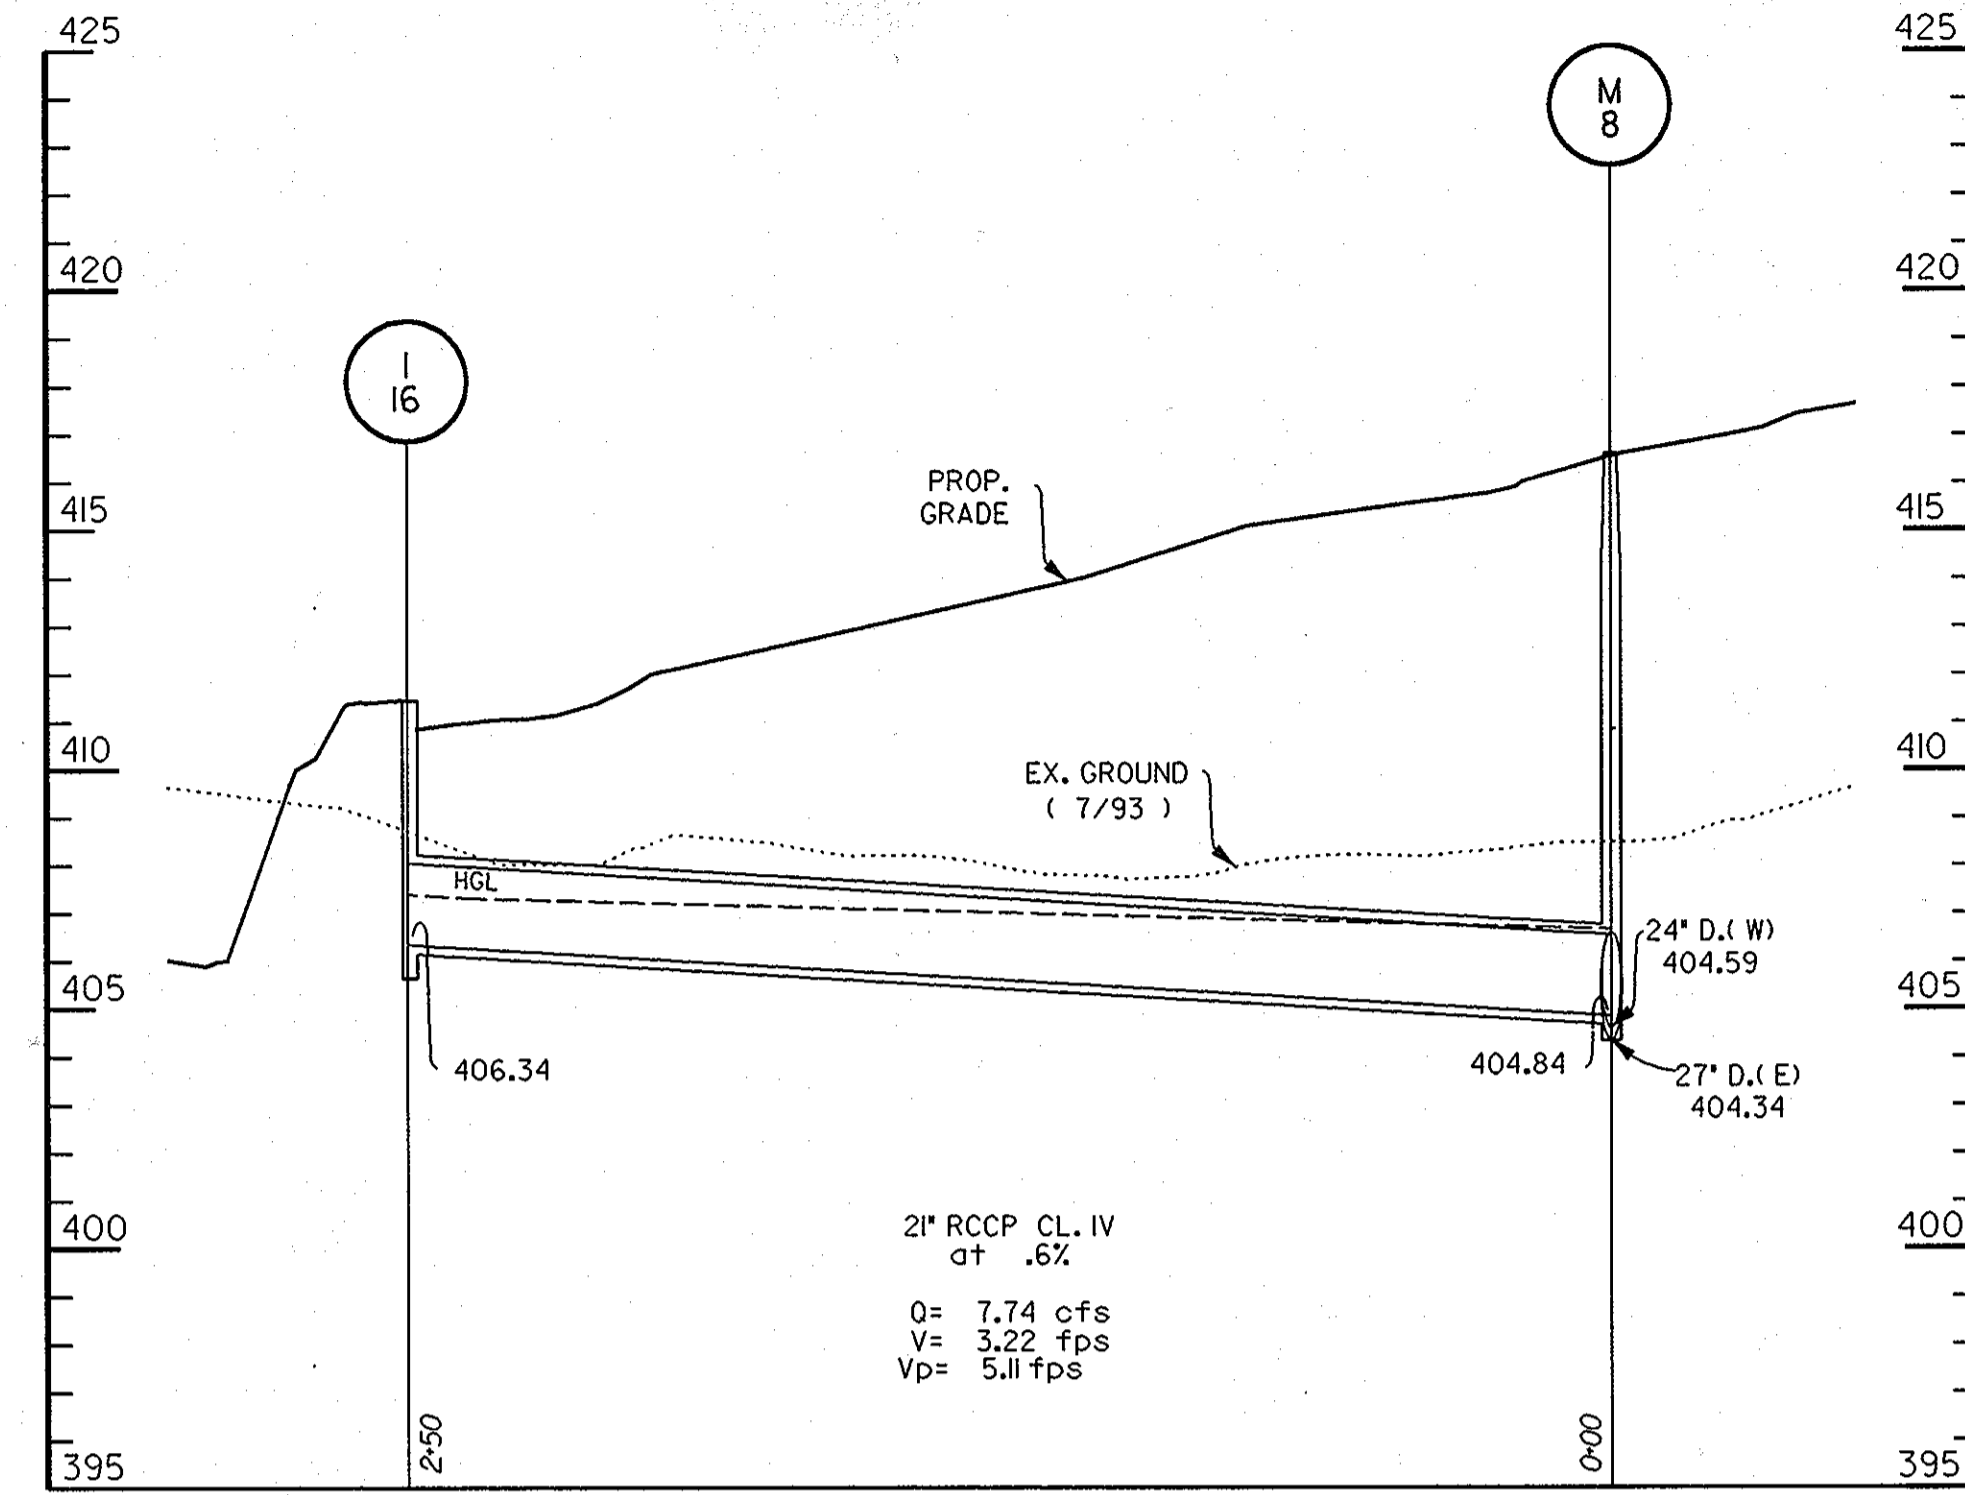 425
425
M
8
420
420
I
16
PROP.
GRADE
415
415
410
410
EX. GROUND
( 7/93 )
HGL
24" D.( W)
404.59
405
405
406.34
404.84
27" D.( E)
404.34
400
400
21" RCCP CL. IV
at .6%
Q= 7.74 cfs
V= 3.22 fps
Vp= 5.11 fps
2+50
0+00
395
395